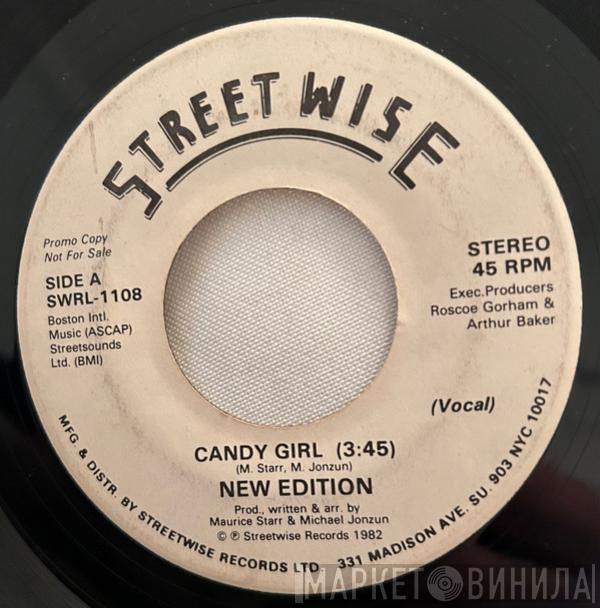 STREETWISE
Promo Copy
Not For Sale
SIDE A
SWRL-1108
Boston Intl.
Music (ASCAP)
Streetsounds
Ltd. (BMI)
STEREO
45 RPM
Exec.Producers
Roscoe Gorham &
Arthur Baker
(Vocal)
CANDY GIRL (3:45)
(M. Starr, M. Jonzun)
NEW EDITION
Prod., written & arr. by
Maurice Starr & Michael Jonzun
© ℗ Streetwise Records 1982
MFG. & DISTR. BY STREETWISE RECORDS LTD 331 MADISON AVE. SU. 903 NYC 10017
МАРКЕТ ВИНИЛА